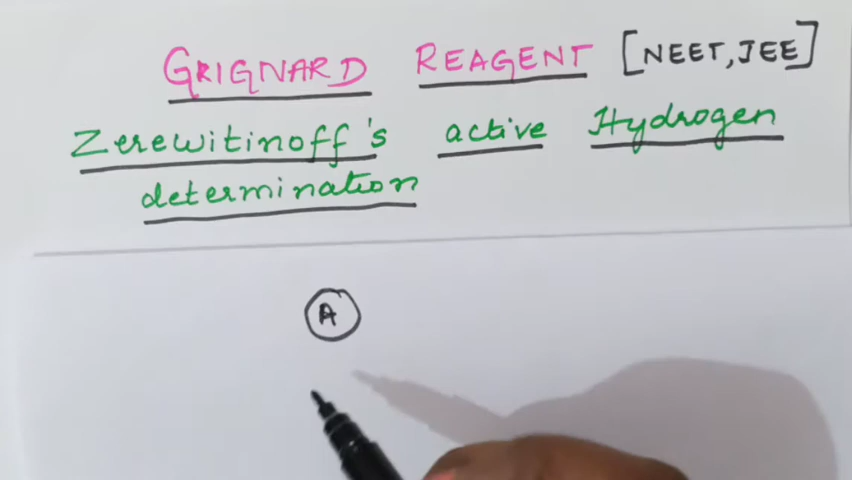 GRIGNARD REAGENT [NEET, JEE]
Zerewitinoff's active Hydrogen
determination
A